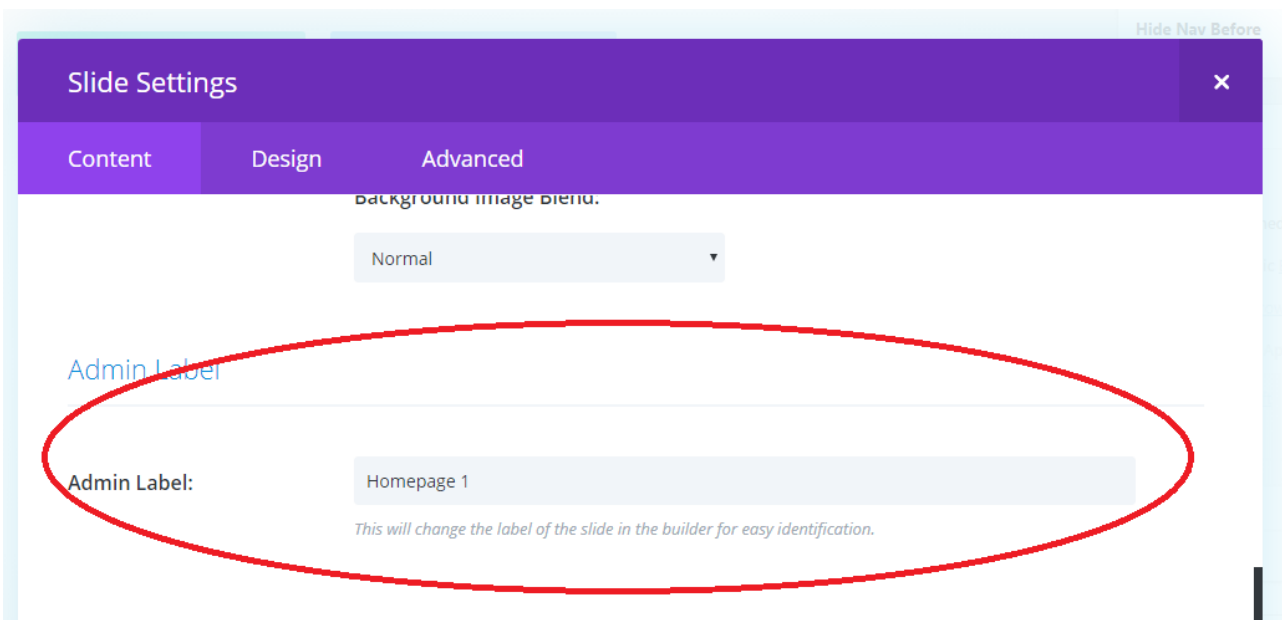 Hide Nav Before
Slide Settings
×
Content Design Advanced
Background Image Blend:
Normal
Admin Label
Admin Label: Homepage 1
This will change the label of the slide in the builder for easy identification.